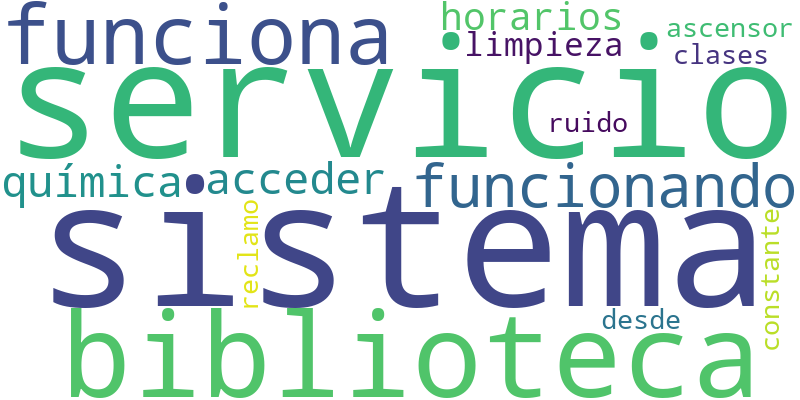 funciona
horarios
ascensor
limpieza
clases
servicio
ruido
química
acceder
funcionando
sistema
reclamo
constante
desde
biblioteca